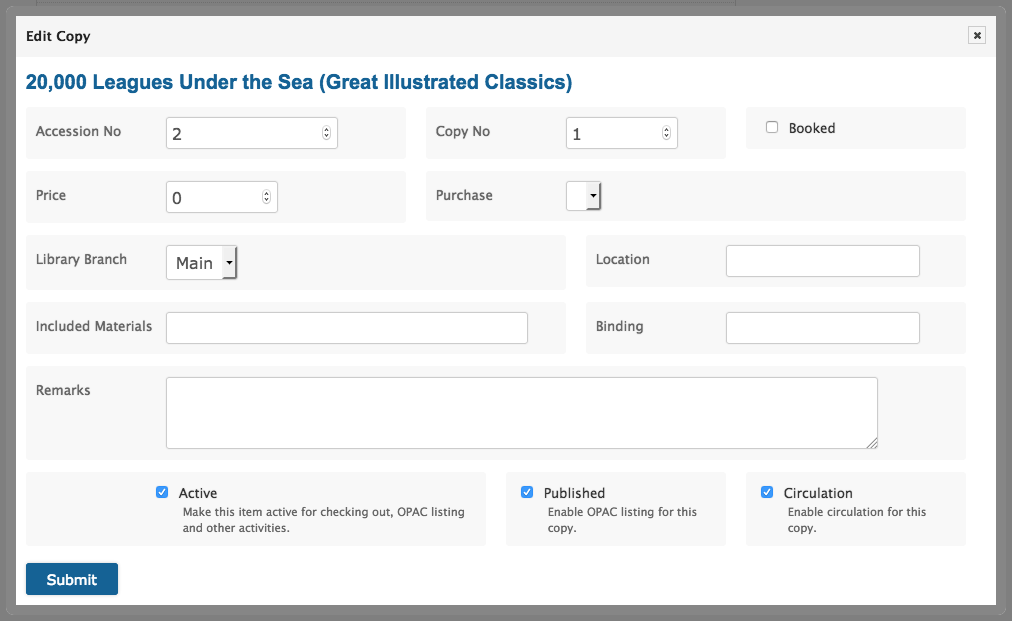 Edit Copy
20,000 Leagues Under the Sea (Great Illustrated Classics)
Accession No 2 Copy No 1 Booked
Price 0 Purchase
Library Branch Main Location
Included Materials Binding
Remarks
Active Published Circulation
Make this item active for checking out, OPAC listing Enable OPAC listing for this Enable circulation for this
and other activities. copy. copy.
Submit